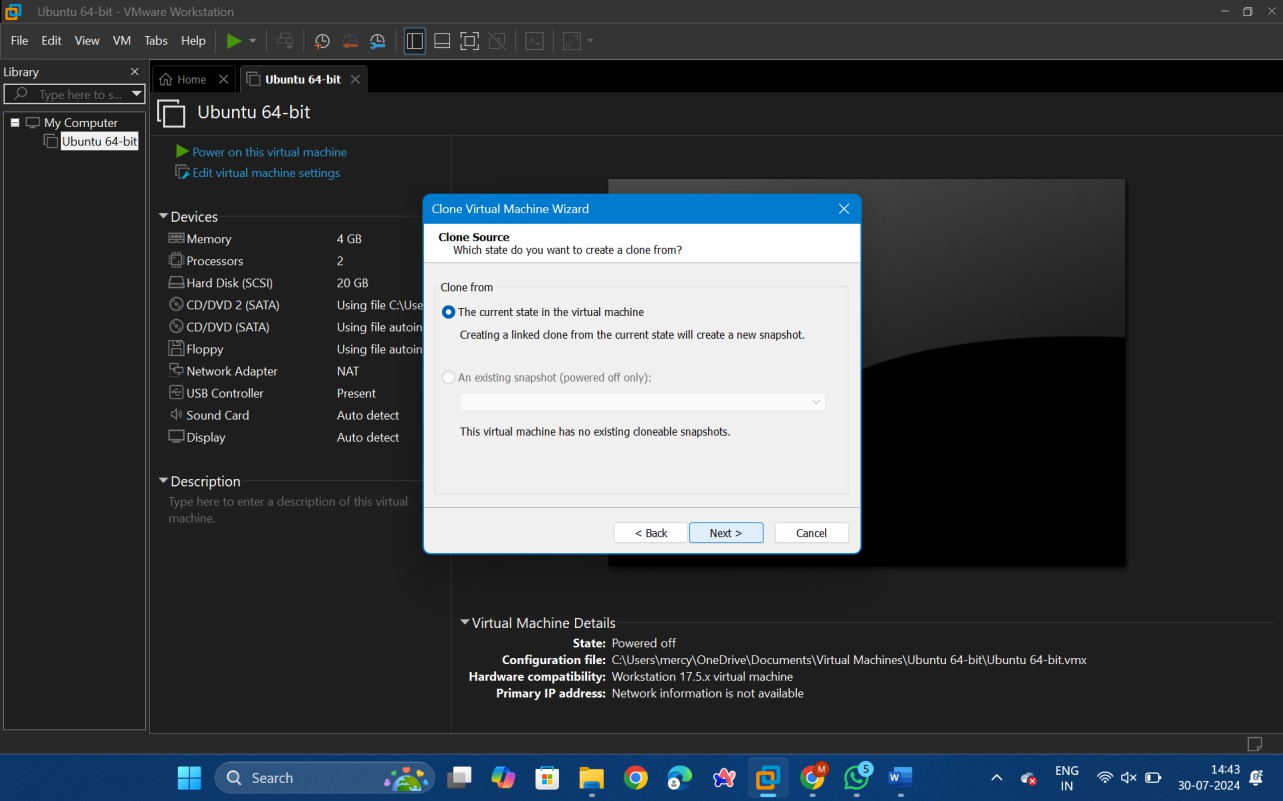 Ubuntu 64-bit - VMware Workstation
File Edit View VM Tabs Help
Library
Type here to s...
Home
Ubuntu 64-bit
My Computer
Ubuntu 64-bit
Ubuntu 64-bit
Power on this virtual machine
Edit virtual machine settings
Devices
Memory 4 GB
Processors 2
Hard Disk (SCSI) 20 GB
CD/DVD 2 (SATA) Using file C:\Use
CD/DVD (SATA) Using file autoin
Floppy Using file autoin
Network Adapter NAT
USB Controller Present
Sound Card Auto detect
Display Auto detect
Description
Type here to enter a description of this virtual
machine.
Clone Virtual Machine Wizard
Clone Source
Which state do you want to create a clone from?
Clone from
The current state in the virtual machine
Creating a linked clone from the current state will create a new snapshot.
An existing snapshot (powered off only):
This virtual machine has no existing cloneable snapshots.
< Back Next > Cancel
Virtual Machine Details
State: Powered off
Configuration file: C:\Users\mercy\OneDrive\Documents\Virtual Machines\Ubuntu 64-bit\Ubuntu 64-bit.vmx
Hardware compatibility: Workstation 17.5.x virtual machine
Primary IP address: Network information is not available
Search
M
5
W
ENG
IN
14:43
30-07-2024